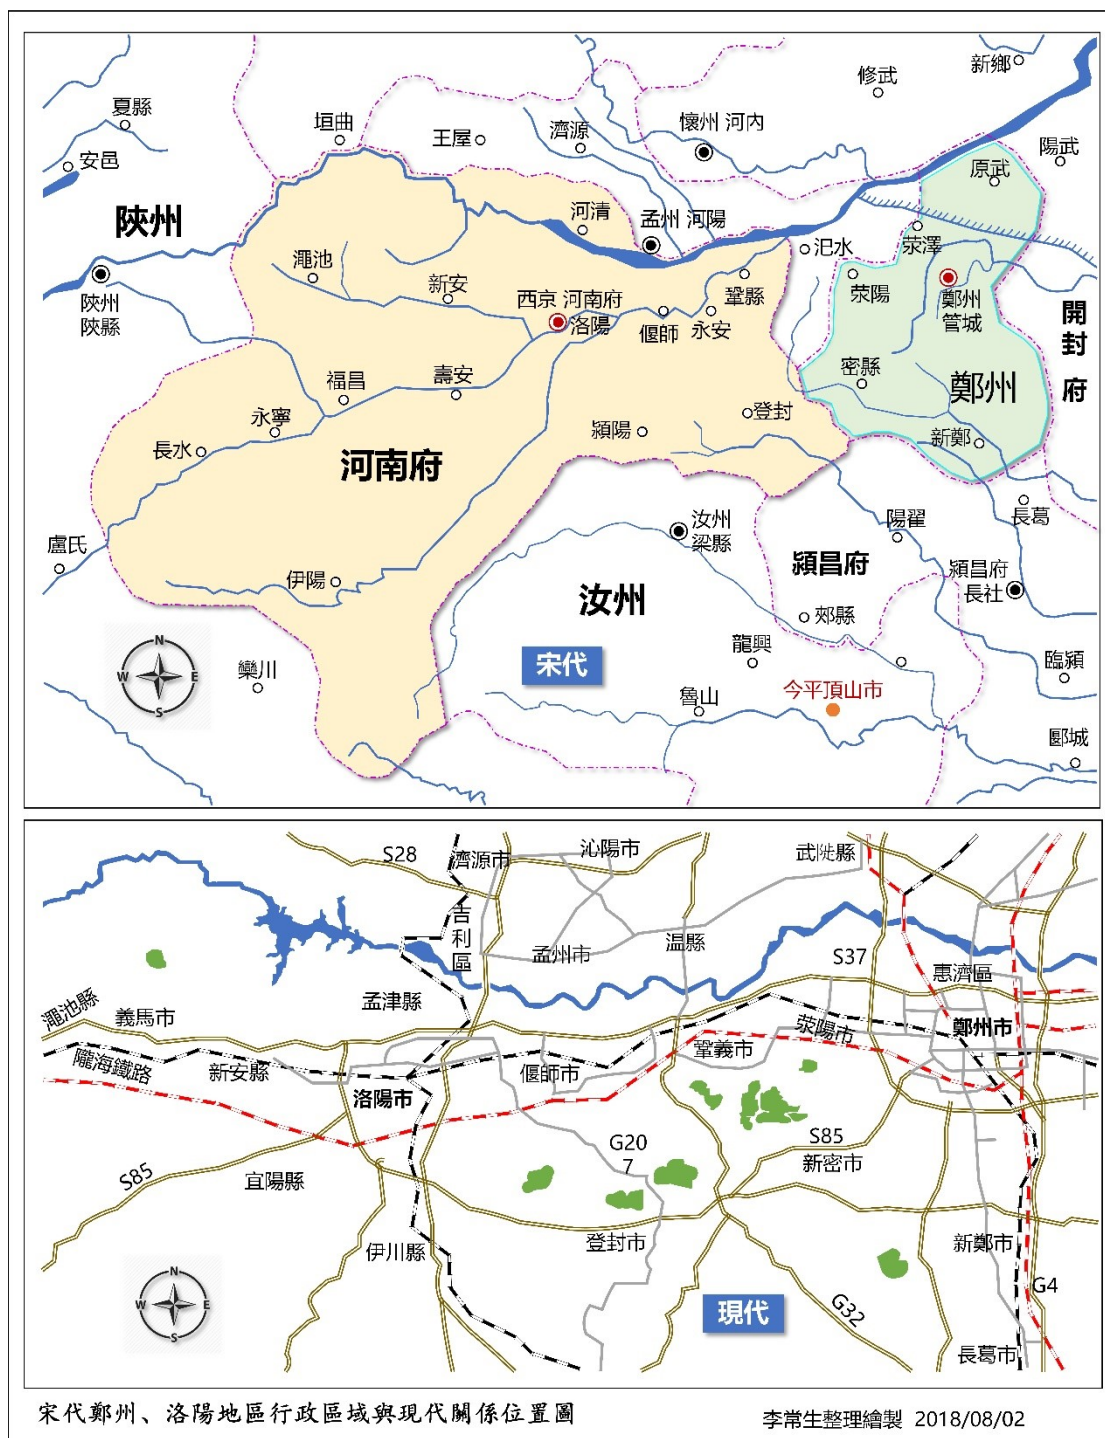 新鄉
修武
夏縣
垣曲
王屋
濟源
懷州 河內
陽武
安邑
原武
陝州
河清
孟州 河陽
汜水
滎澤
澠池
新安
鞏縣
滎陽
陝州
陝縣
西京 河南府
洛陽
偃師
永安
鄭州
管城
開封府
福昌
壽安
密縣
鄭州
永寧
登封
長水
潁陽
新鄭
河南府
長葛
汝州
梁縣
陽翟
盧氏
伊陽
潁昌府
潁昌府
長社
汝州
郟縣
N
W
E
S
欒川
宋代
龍興
臨潁
魯山
今平頂山市
郾城
S28
濟源市
沁陽市
武陟縣
吉利區
孟州市
温縣
S37
惠濟區
澠池縣
義馬市
孟津縣
滎陽市
鄭州市
隴海鐵路
新安縣
偃師市
鞏義市
洛陽市
S85
宜陽縣
G20
7
S85
新密市
伊川縣
登封市
新鄭市
N
W
E
S
現代
G32
G4
長葛市
宋代鄭州、洛陽地區行政區域與現代關係位置圖
李常生整理繪製 2018/08/02